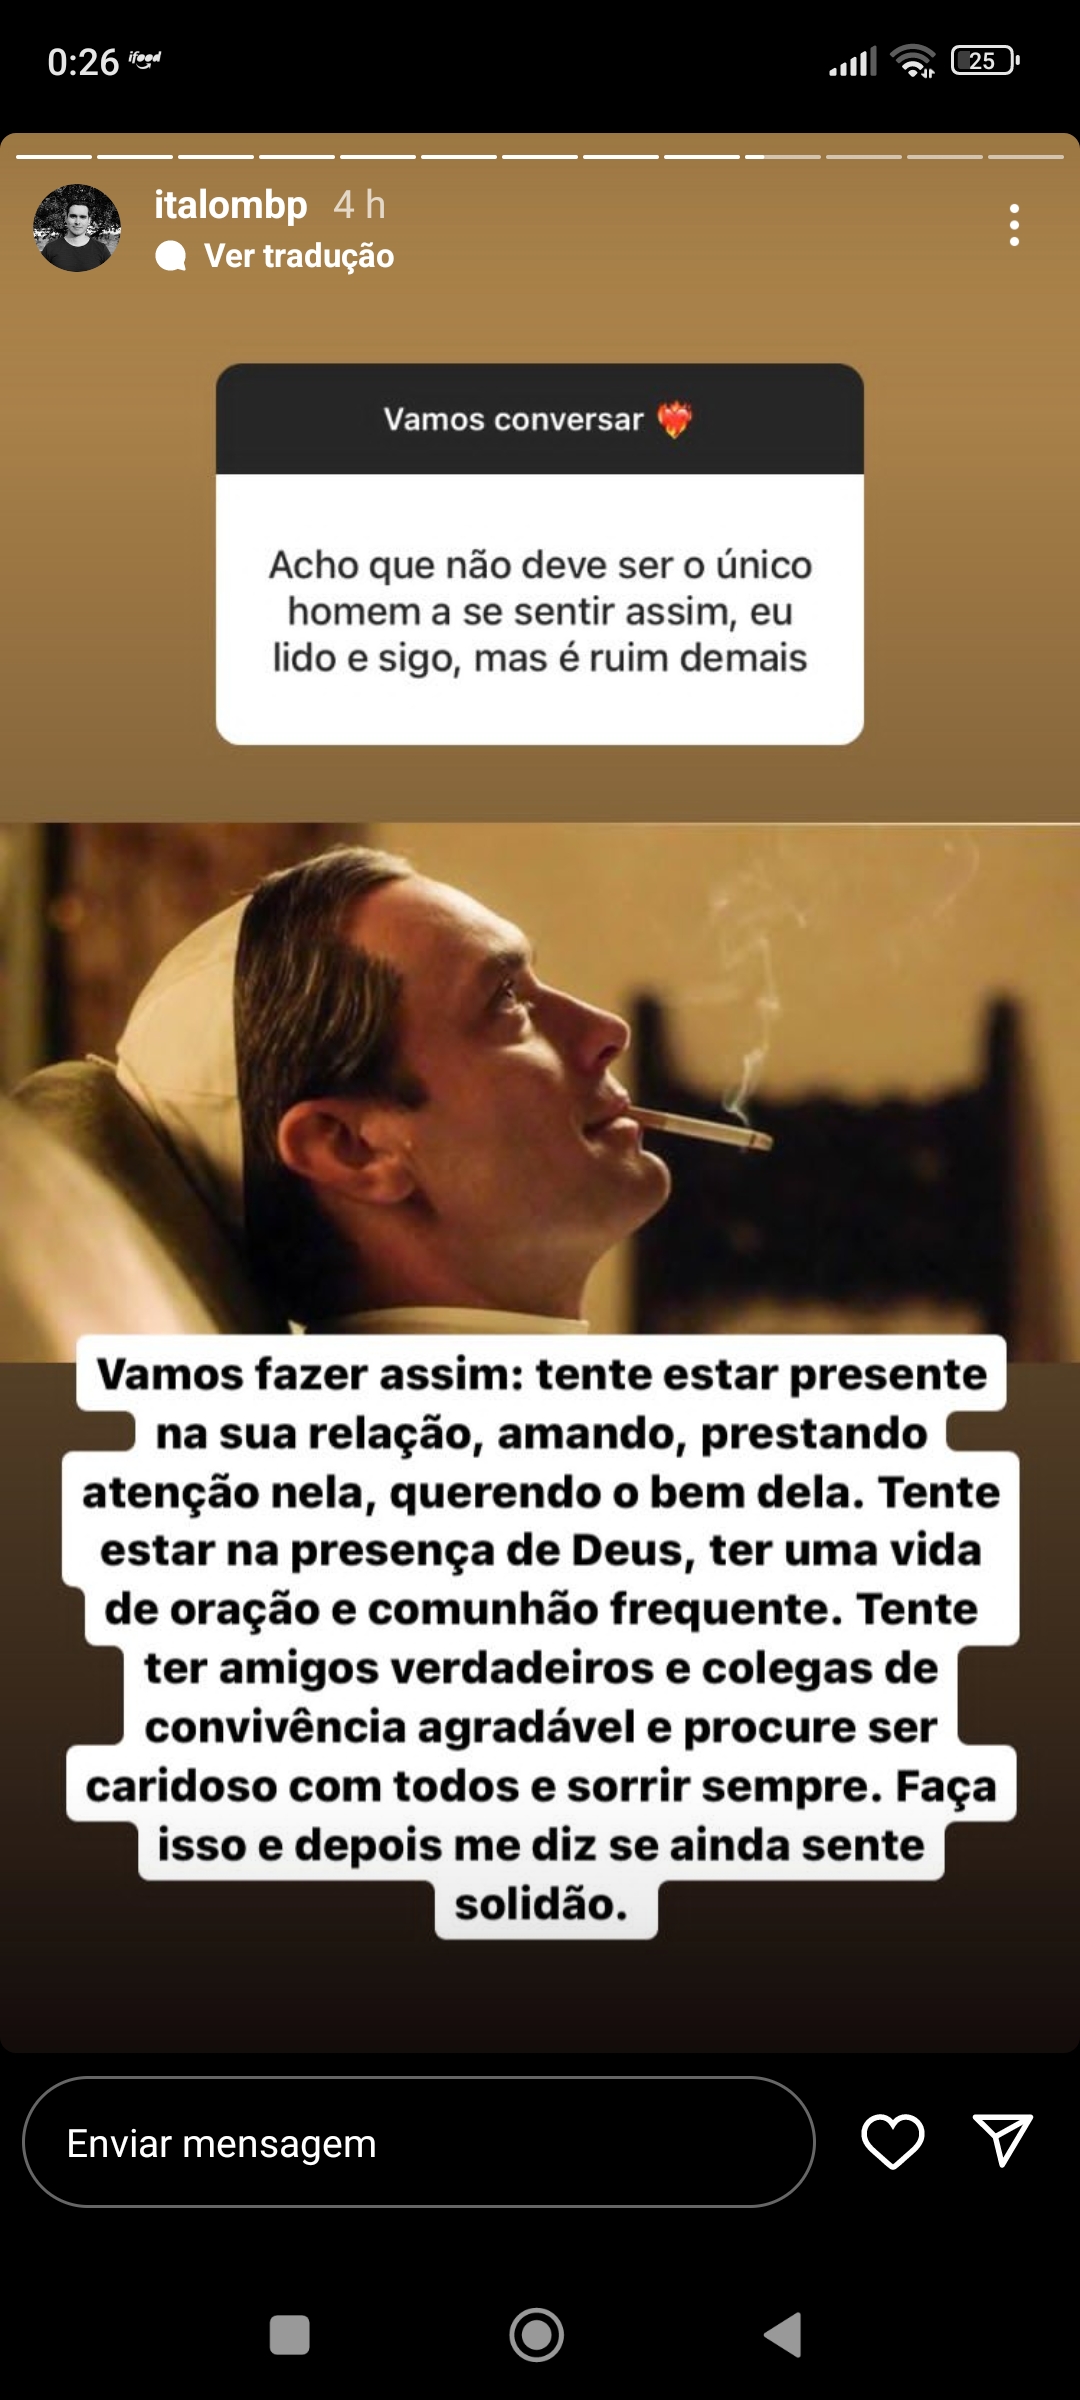 0:26 ifood
25
italombp 4 h
Ver tradução
Vamos conversar ❤️‍🔥
Acho que não deve ser o único
homem a se sentir assim, eu
lido e sigo, mas é ruim demais
Vamos fazer assim: tente estar presente
na sua relação, amando, prestando
atenção nela, querendo o bem dela. Tente
estar na presença de Deus, ter uma vida
de oração e comunhão frequente. Tente
ter amigos verdadeiros e colegas de
convivência agradável e procure ser
caridoso com todos e sorrir sempre. Faça
isso e depois me diz se ainda sente
solidão.
Enviar mensagem